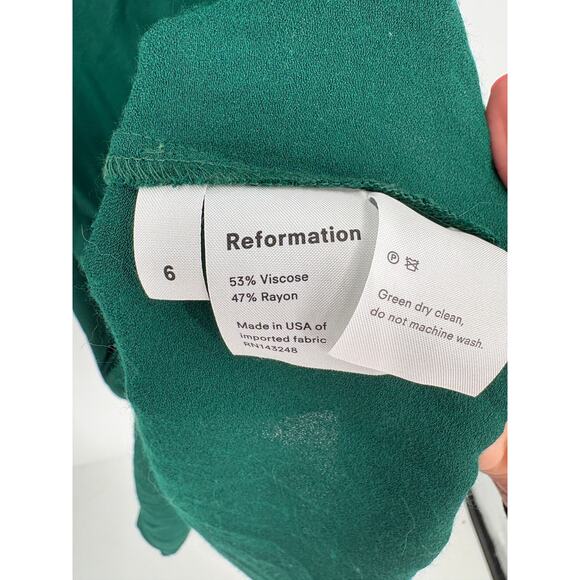 6
Reformation
53% Viscose
47% Rayon
Made in USA of
imported fabric
RN143248
P
Green dry clean,
do not machine wash.